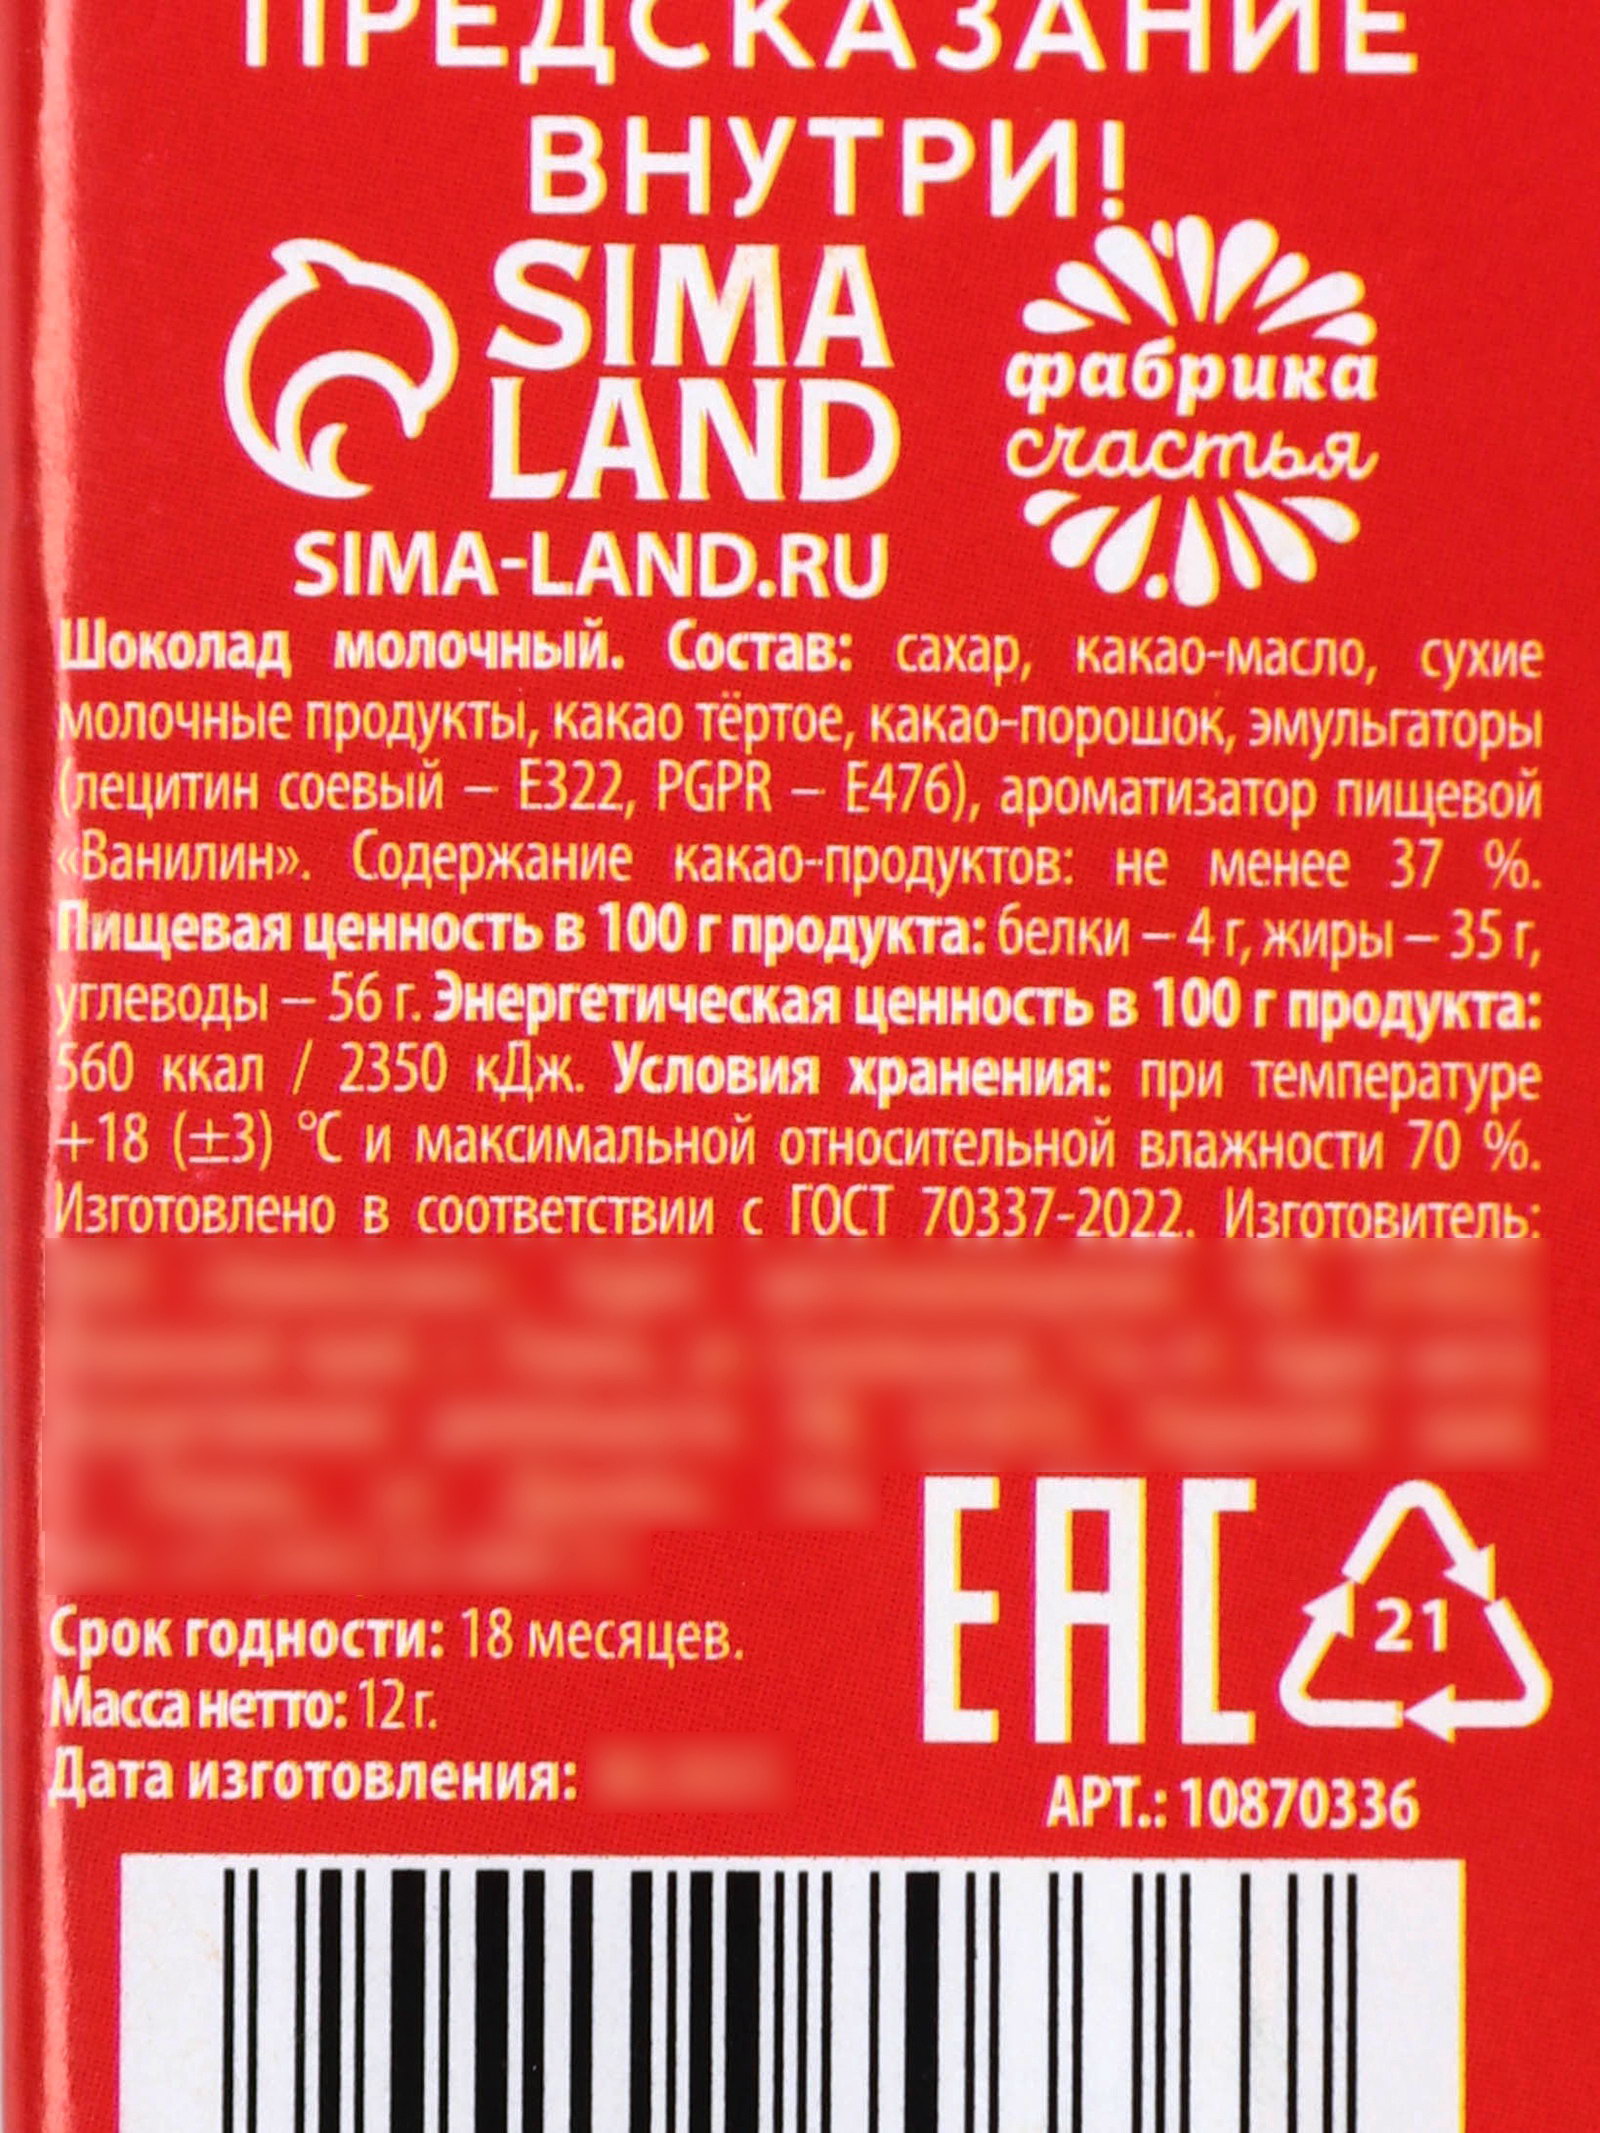 ПРЕДСКАЗАНИЕ
ВНУТРИ!
SIMA
LAND
фабрика
счастья
SIMA-LAND.RU
Шоколад молочный. Состав: сахар, какао-масло, сухие
молочные продукты, какао тёртое, какао-порошок, эмульгаторы
(лецитин соевый – Е322, PGPR – Е476), ароматизатор пищевой
«Ванилин». Содержание какао-продуктов: не менее 37 %.
Пищевая ценность в 100 г продукта: белки – 4 г, жиры – 35 г,
углеводы – 56 г. Энергетическая ценность в 100 г продукта:
560 ккал / 2350 кДж. Условия хранения: при температуре
+18 (±3) °С и максимальной относительной влажности 70 %.
Изготовлено в соответствии с ГОСТ 70337-2022. Изготовитель:
EAC
21
Срок годности: 18 месяцев.
Масса нетто: 12 г.
Дата изготовления:
АРТ.: 10870336